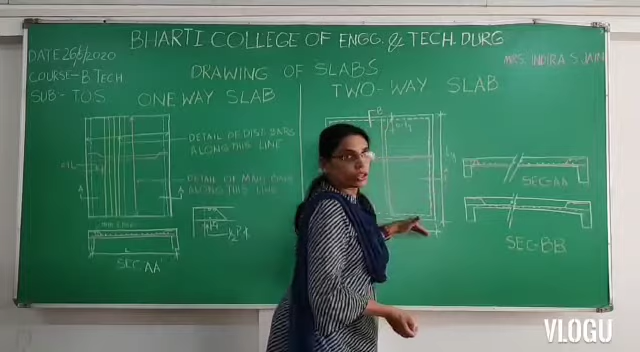 BHARTI COLLEGE OF ENGG. & TECH. DURG
DATE 26/6/2020
COURSE - B.TECH
SUB - TOS
MRS. INDIRA S JAIN
DRAWING OF SLABS
ONE WAY SLAB
TWO-WAY SLAB
DETAIL OF DIST. BARS
ALONG THIS LINE
DETAIL OF MAIN BARS
ALONG THIS LINE
A
A
B
SEC-AA
SEC-AA
SEC-BB
VLOGU